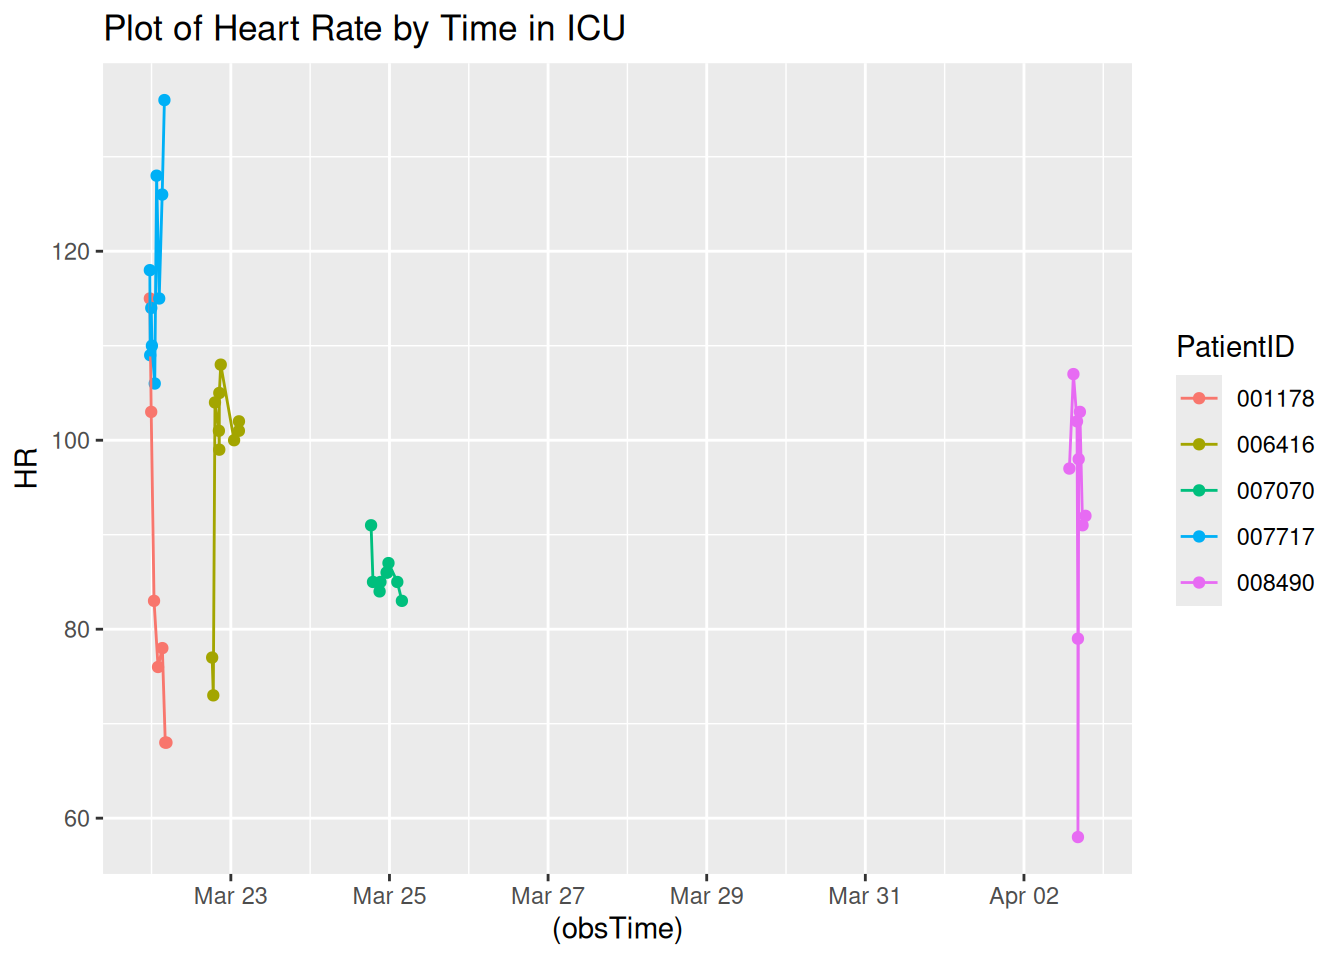 Plot of Heart Rate by Time in ICU
120
100
80
60
HR
Mar 23 Mar 25 Mar 27 Mar 29 Mar 31 Apr 02
(obsTime)
PatientID
001178
006416
007070
007717
008490